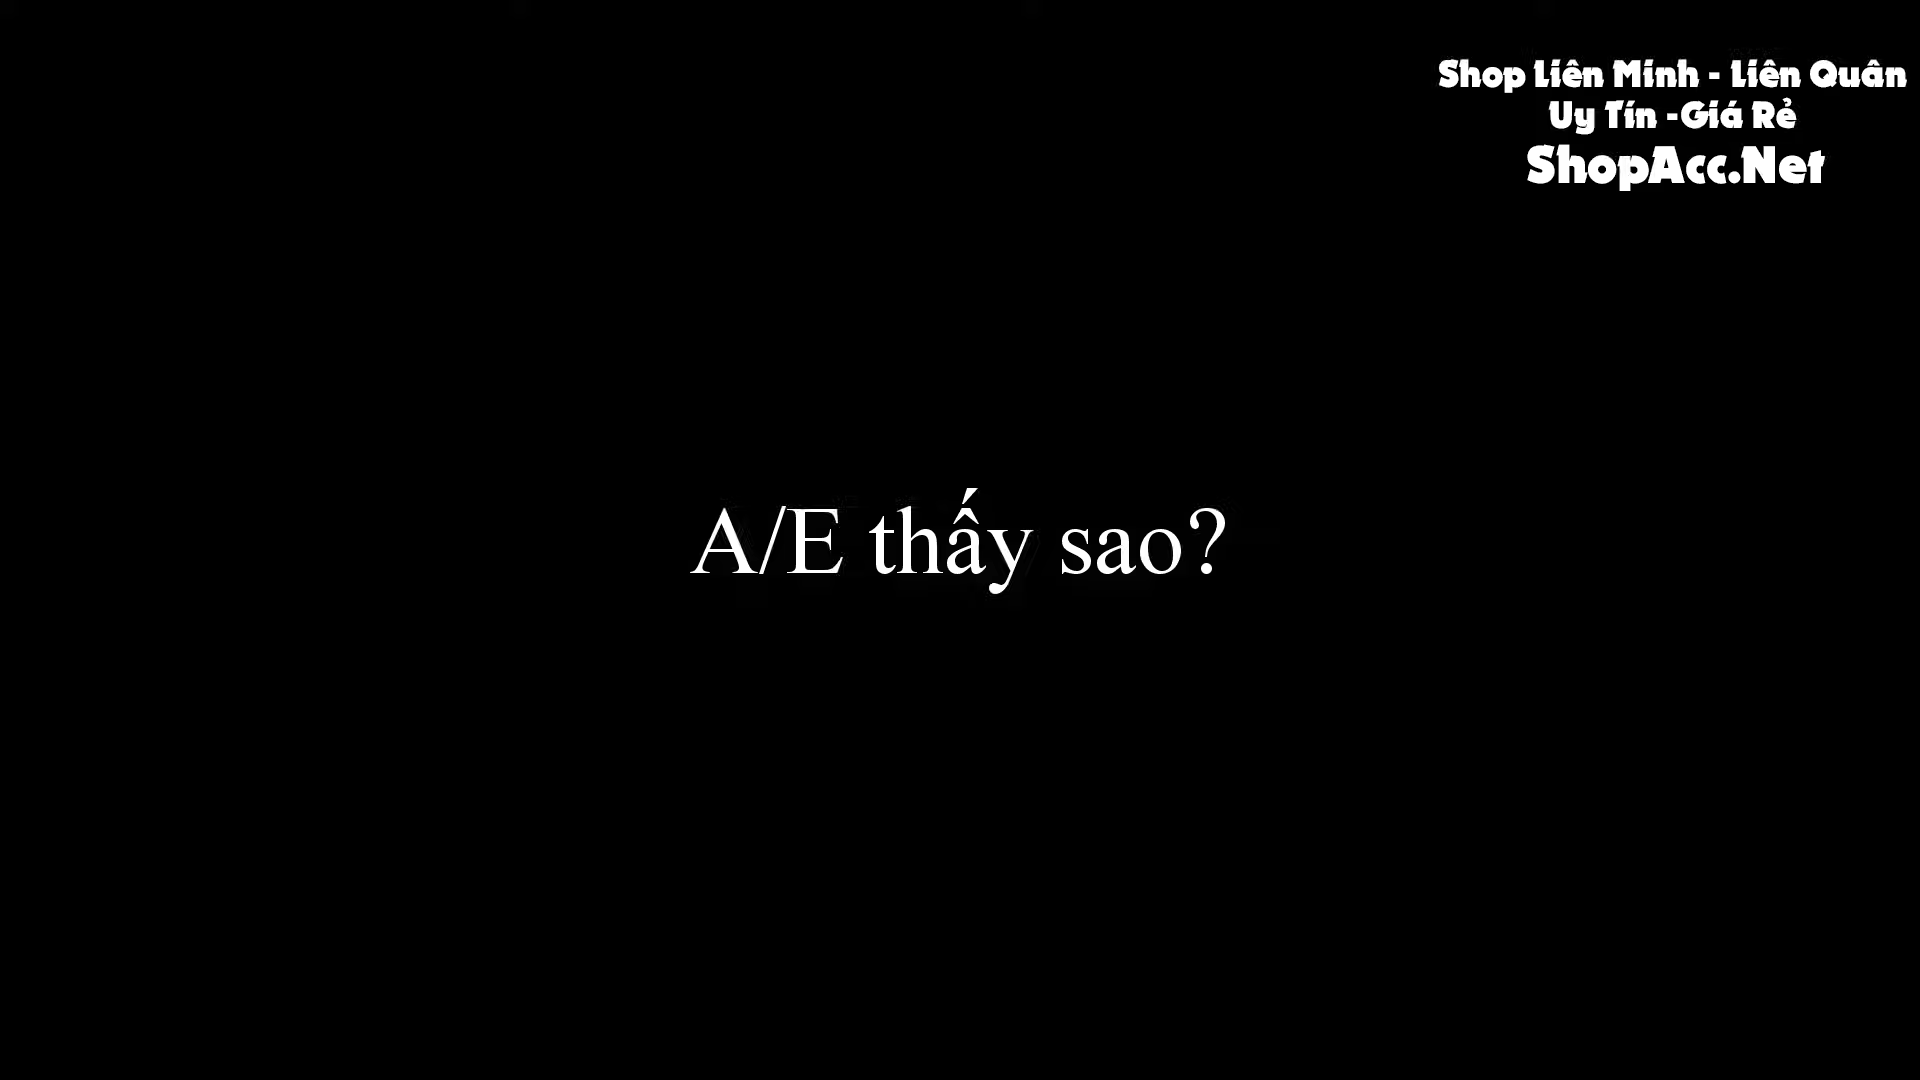 Shop Liên Minh - Liên Quân
Uy Tín -Giá Rẻ
ShopAcc.Net
A/E thấy sao?